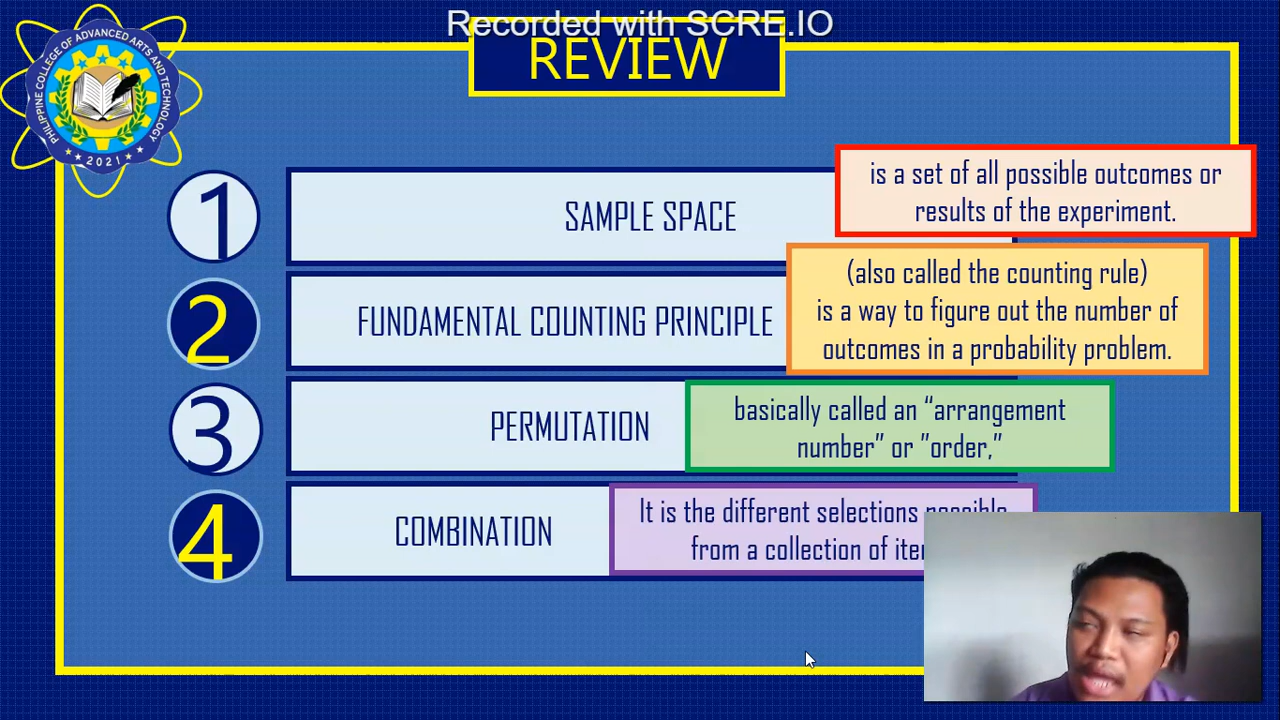 Recorded with SCRE.IO
REVIEW
PHILIPPINE COLLEGE OF ADVANCED ARTS AND TECHNOLOGY
2021
1
SAMPLE SPACE
is a set of all possible outcomes or
results of the experiment.
2
FUNDAMENTAL COUNTING PRINCIPLE
(also called the counting rule)
is a way to figure out the number of
outcomes in a probability problem.
3
PERMUTATION
basically called an “arrangement
number” or ”order,”
4
COMBINATION
It is the different selections possible
from a collection of